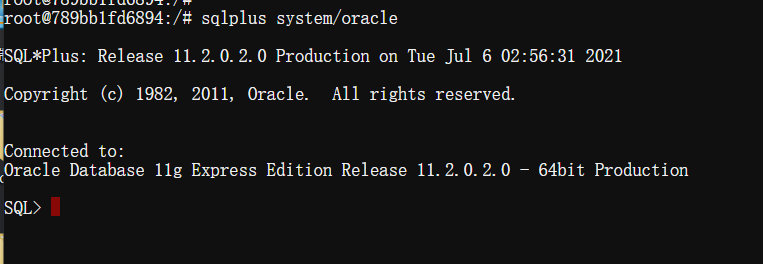 root@789bb1fd6894:/#
root@789bb1fd6894:/# sqlplus system/oracle
SQL*Plus: Release 11.2.0.2.0 Production on Tue Jul 6 02:56:31 2021
Copyright (c) 1982, 2011, Oracle.  All rights reserved.
Connected to:
Oracle Database 11g Express Edition Release 11.2.0.2.0 - 64bit Production
SQL>